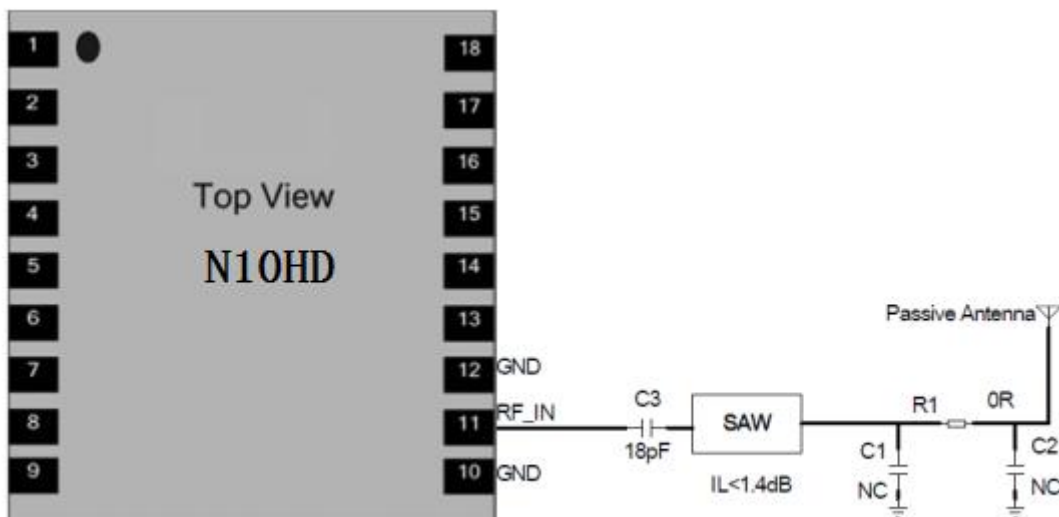 1
18
2
17
3
16
Top View
4
15
N10HD
5
14
6
13
Passive Antenna
7
12
GND
8
11
RF_IN
C3
18pF
SAW
IL<1.4dB
R1
0R
C1
NC
C2
NC
9
10
GND